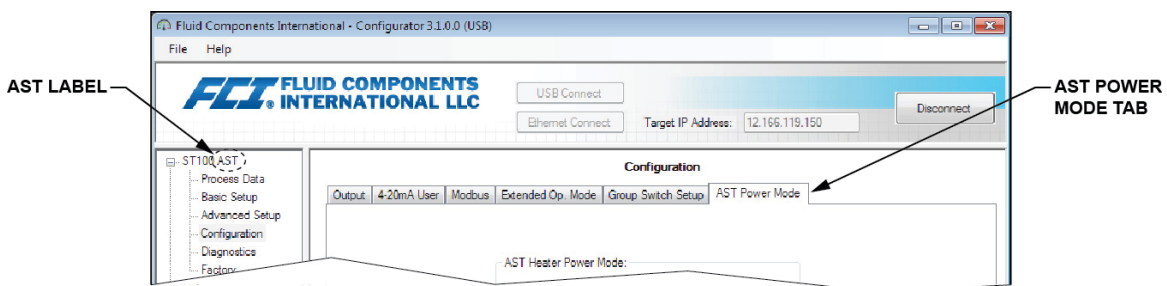 Fluid Components International - Configurator 3.1.0.0 (USB)
File Help
AST LABEL
FCI ® FLUID COMPONENTS
INTERNATIONAL LLC
USB Connect
Ethernet Connect
Target IP Address: 12.166.119.150
Disconnect
AST POWER
MODE TAB
ST100 AST
Process Data
Basic Setup
Advanced Setup
Configuration
Diagnostics
Factory
Configuration
Output 4-20mA User Modbus Extended Op. Mode Group Switch Setup AST Power Mode
AST Heater Power Mode: